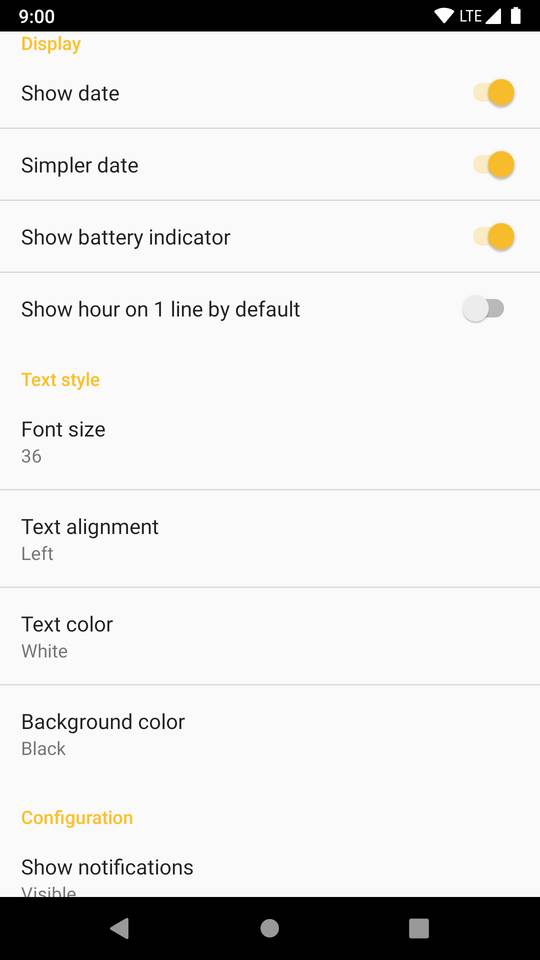 9:00
LTE
Display
Show date
Simpler date
Show battery indicator
Show hour on 1 line by default
Text style
Font size
36
Text alignment
Left
Text color
White
Background color
Black
Configuration
Show notifications
Visible